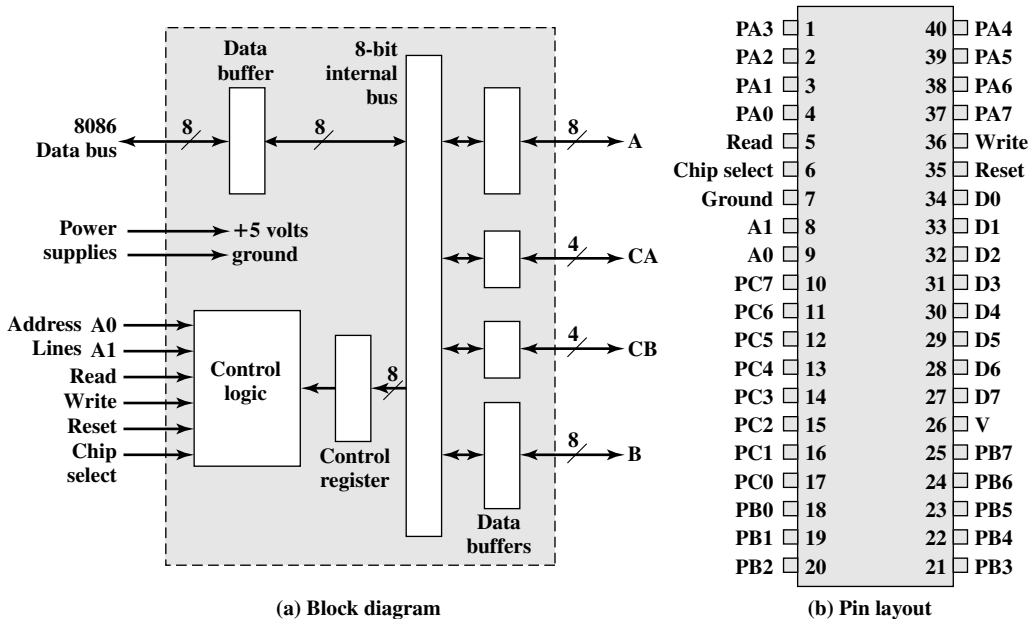 Data
buffer
8-bit
internal
bus
8086
Data bus
8
8
8
A
Power
supplies
+5 volts
ground
4
CA
Address A0
Lines A1
Read
Write
Reset
Chip
select
Control
logic
8
Control
register
4
CB
8
B
Data
buffers
(a) Block diagram
PA3 1 40 PA4
PA2 2 39 PA5
PA1 3 38 PA6
PA0 4 37 PA7
Read 5 36 Write
Chip select 6 35 Reset
Ground 7 34 D0
A1 8 33 D1
A0 9 32 D2
PC7 10 31 D3
PC6 11 30 D4
PC5 12 29 D5
PC4 13 28 D6
PC3 14 27 D7
PC2 15 26 V
PC1 16 25 PB7
PC0 17 24 PB6
PB0 18 23 PB5
PB1 19 22 PB4
PB2 20 21 PB3
(b) Pin layout